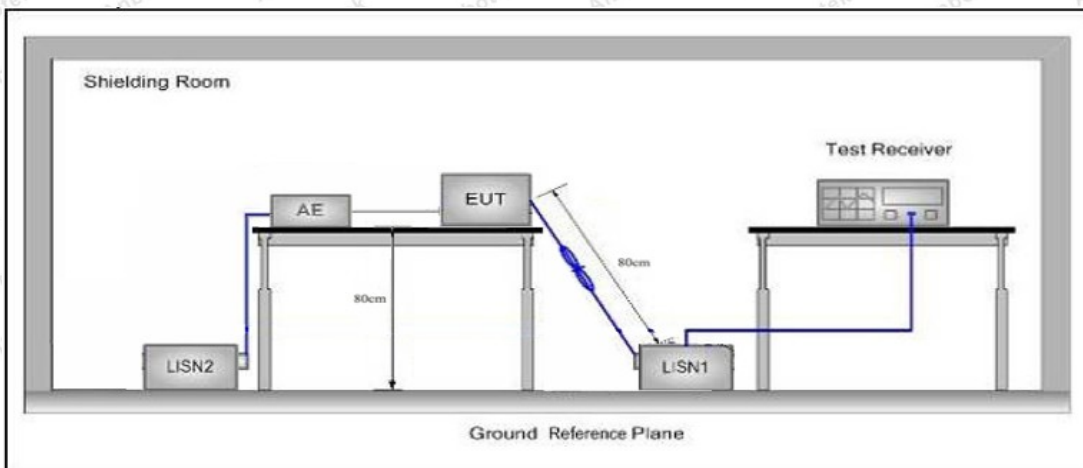 Shielding Room
Test Receiver
AE
EUT
80cm
80cm
LISN2
LISN1
Ground Reference Plane